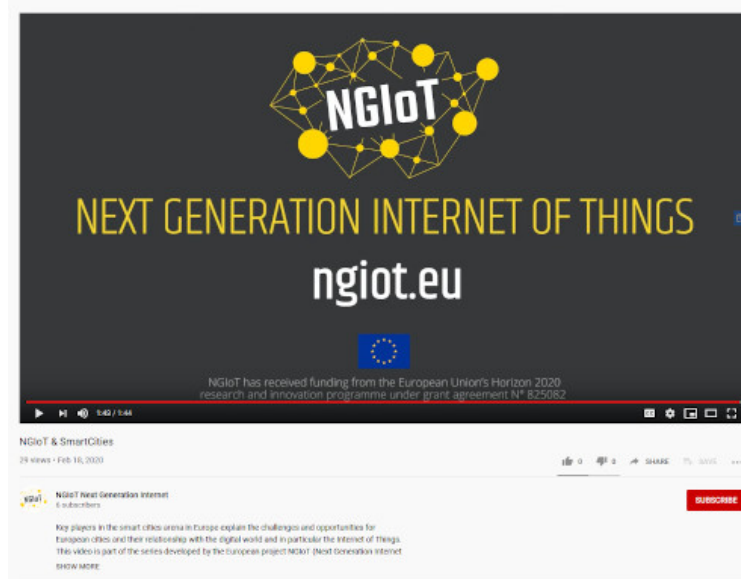 NGIoT
NEXT GENERATION INTERNET OF THINGS
ngiot.eu
NGIoT has received funding from the European Union's Horizon 2020
research and innovation programme under grant agreement N° 825082
1:43 / 1:44
NGIoT & SmartCities
29 views • Feb 18, 2020
0
0
SHARE
SAVE
NGIoT
NGIoT Next Generation Internet
6 subscribers
SUBSCRIBE
Key players in the smart cities arena in Europe explain the challenges and opportunities for
European cities and their relationship with the digital world and in particular the Internet of Things.
This video is part of the series developed by the European project NGIoT (Next Generation Internet
SHOW MORE